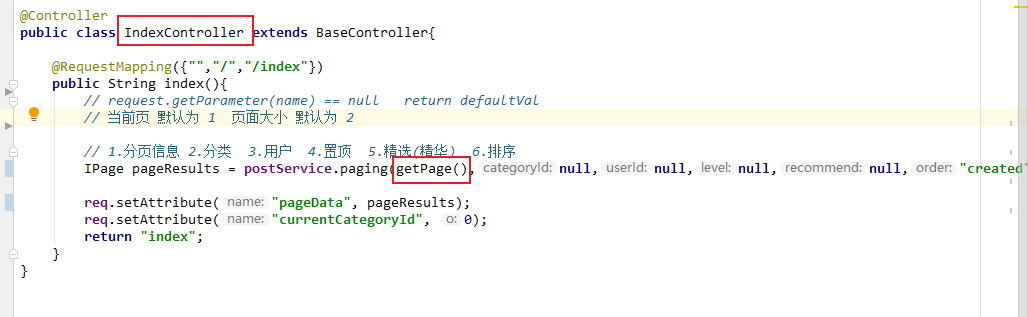 @Controller
public class IndexController extends BaseController{
@RequestMapping({"","/","/index"})
public String index(){
// request.getParameter(name) == null   return defaultVal
// 当前页 默认为 1  页面大小 默认为 2
// 1.分页信息 2.分类  3.用户  4.置顶  5.精选(精华)  6.排序
IPage pageResults = postService.paging(getPage(), categoryId: null, userId: null, level: null, recommend: null, order: "created"
req.setAttribute( name: "pageData", pageResults);
req.setAttribute( name: "currentCategoryId",  o: 0);
return "index";
}
}